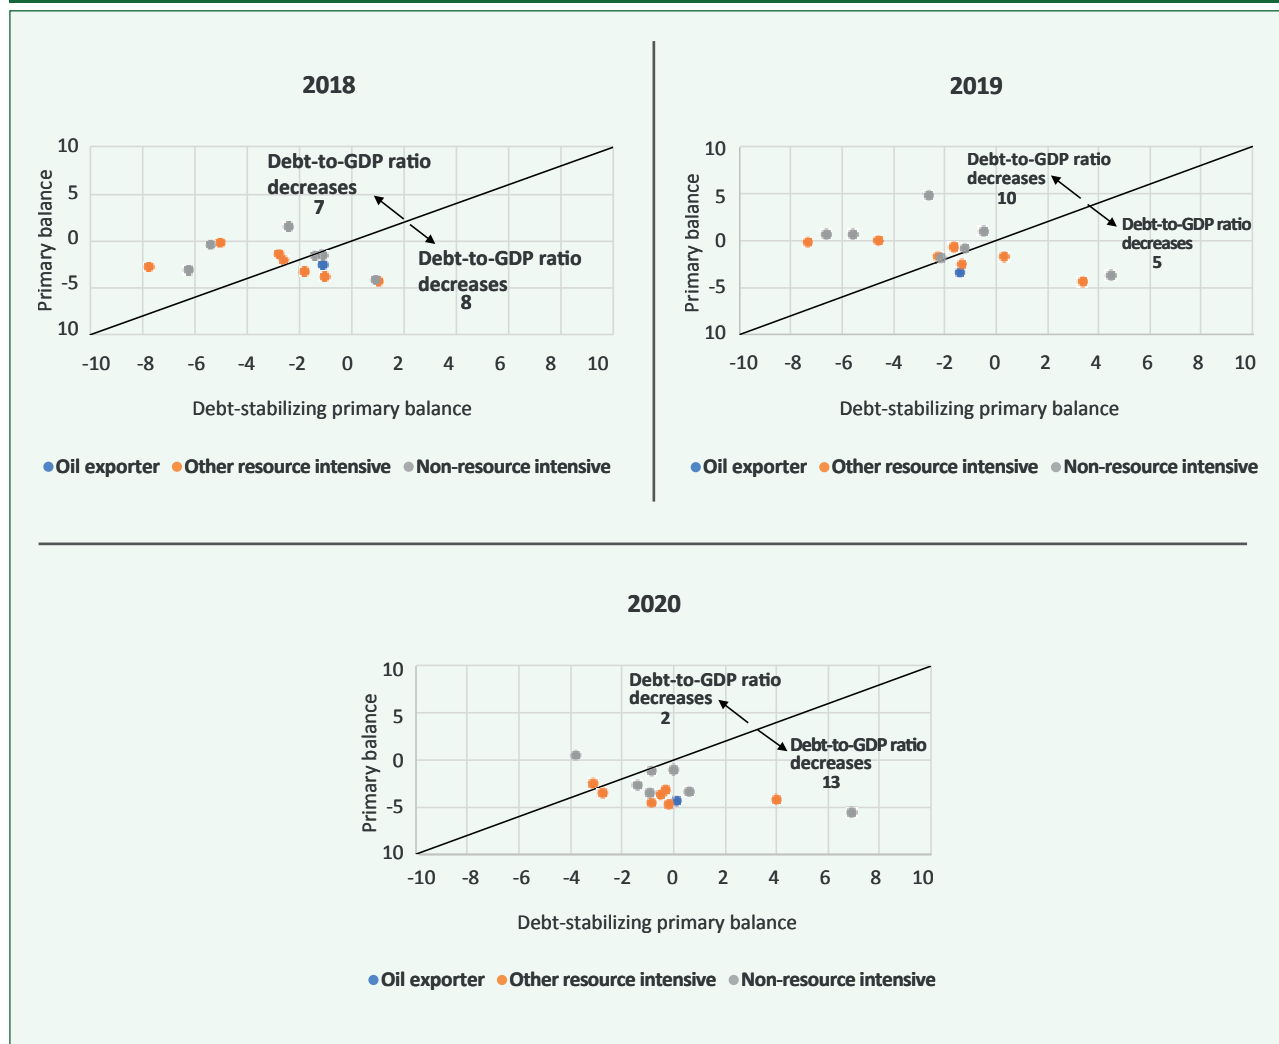 2018
10
5
0
-5
10
Primary balance
Debt-to-GDP ratio
decreases
7
Debt-to-GDP ratio
decreases
8
-10 -8 -6 -4 -2 0 2 4 6 8 10
Debt-stabilizing primary balance
Oil exporter Other resource intensive Non-resource intensive
2019
10
5
0
-5
10
Primary balance
Debt-to-GDP ratio
decreases
10
Debt-to-GDP ratio
decreases
5
-10 -8 -6 -4 -2 0 2 4 6 8 10
Debt-stabilizing primary balance
Oil exporter Other resource intensive Non-resource intensive
2020
10
5
0
-5
10
Primary balance
Debt-to-GDP ratio
decreases
2
Debt-to-GDP ratio
decreases
13
-10 -8 -6 -4 -2 0 2 4 6 8 10
Debt-stabilizing primary balance
Oil exporter Other resource intensive Non-resource intensive